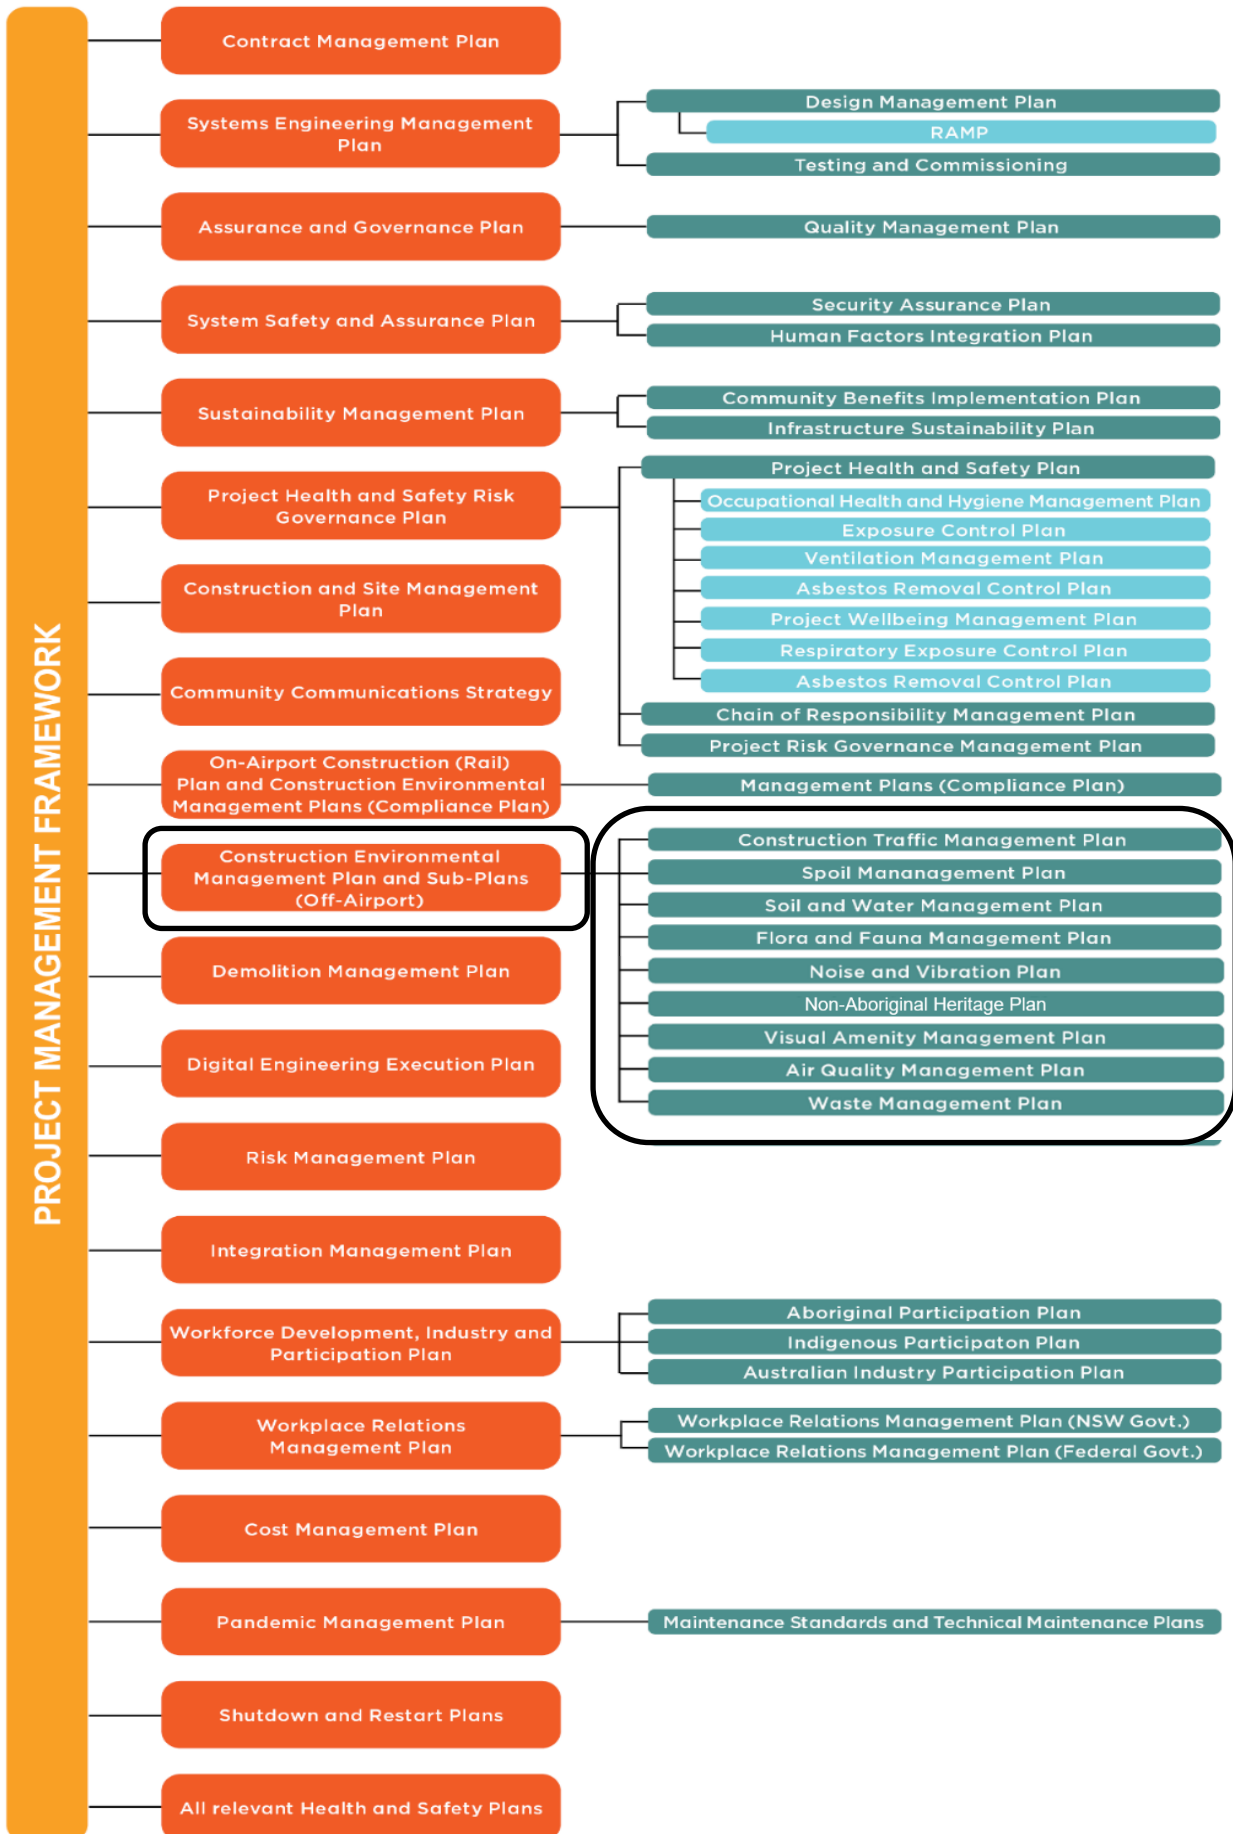 PROJECT MANAGEMENT FRAMEWORK
Contract Management Plan
Systems Engineering Management
Plan
Design Management Plan
RAMP
Testing and Commissioning
Assurance and Governance Plan
Quality Management Plan
System Safety and Assurance Plan
Security Assurance Plan
Human Factors Integration Plan
Sustainability Management Plan
Community Benefits Implementation Plan
Infrastructure Sustainability Plan
Project Health and Safety Risk
Governance Plan
Project Health and Safety Plan
Occupational Health and Hygiene Management Plan
Exposure Control Plan
Ventilation Management Plan
Asbestos Removal Control Plan
Project Wellbeing Management Plan
Respiratory Exposure Control Plan
Asbestos Removal Control Plan
Chain of Responsibility Management Plan
Project Risk Governance Management Plan
Construction and Site Management
Plan
Community Communications Strategy
On-Airport Construction (Rail)
Plan and Construction Environmental
Management Plans (Compliance Plan)
Management Plans (Compliance Plan)
Construction Environmental
Management Plan and Sub-Plans
(Off-Airport)
Construction Traffic Management Plan
Spoil Mananagement Plan
Soil and Water Management Plan
Flora and Fauna Management Plan
Noise and Vibration Plan
Non-Aboriginal Heritage Plan
Visual Amenity Management Plan
Air Quality Management Plan
Waste Management Plan
Demolition Management Plan
Digital Engineering Execution Plan
Risk Management Plan
Integration Management Plan
Workforce Development, Industry and
Participation Plan
Aboriginal Participation Plan
Indigenous Participaton Plan
Australian Industry Participation Plan
Workplace Relations
Management Plan
Workplace Relations Management Plan (NSW Govt.)
Workplace Relations Management Plan (Federal Govt.)
Cost Management Plan
Pandemic Management Plan
Maintenance Standards and Technical Maintenance Plans
Shutdown and Restart Plans
All relevant Health and Safety Plans